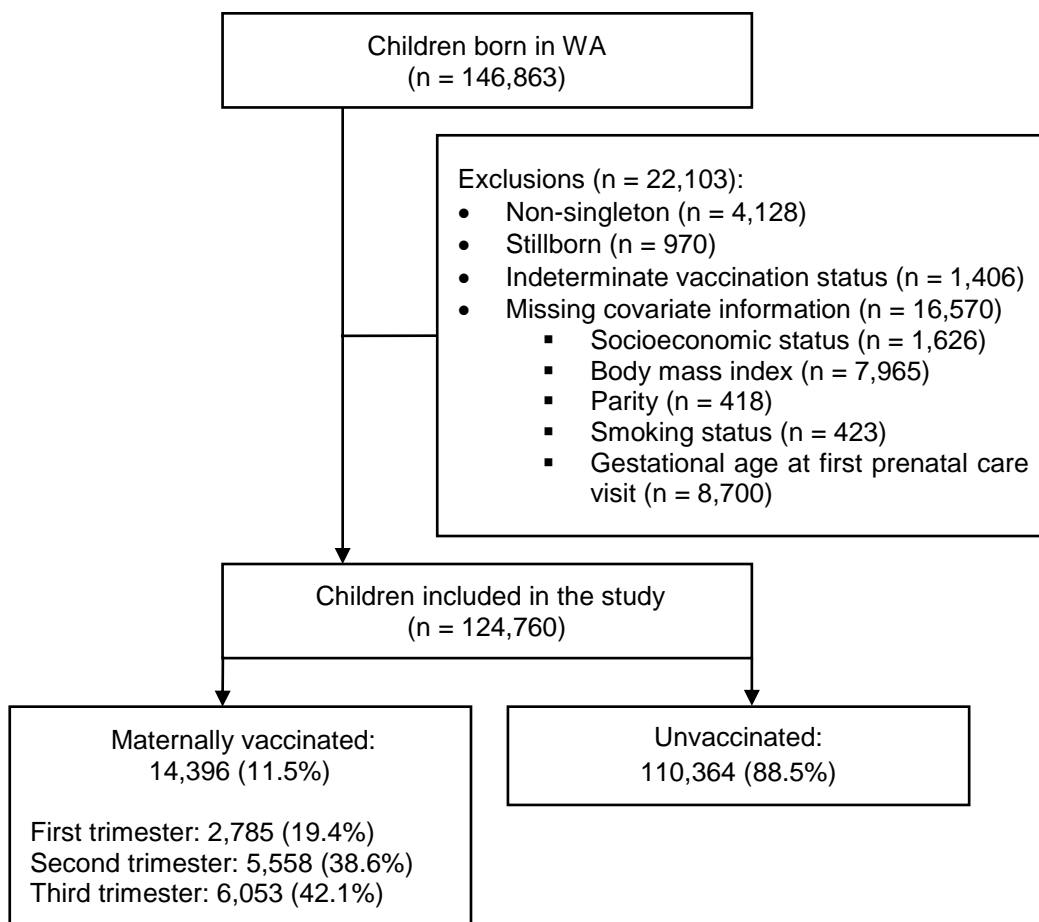 Children born in WA
(n = 146,863)
Exclusions (n = 22,103):
• Non-singleton (n = 4,128)
• Stillborn (n = 970)
• Indeterminate vaccination status (n = 1,406)
• Missing covariate information (n = 16,570)
▪ Socioeconomic status (n = 1,626)
▪ Body mass index (n = 7,965)
▪ Parity (n = 418)
▪ Smoking status (n = 423)
▪ Gestational age at first prenatal care
visit (n = 8,700)
Children included in the study
(n = 124,760)
Maternally vaccinated:
14,396 (11.5%)
First trimester: 2,785 (19.4%)
Second trimester: 5,558 (38.6%)
Third trimester: 6,053 (42.1%)
Unvaccinated:
110,364 (88.5%)